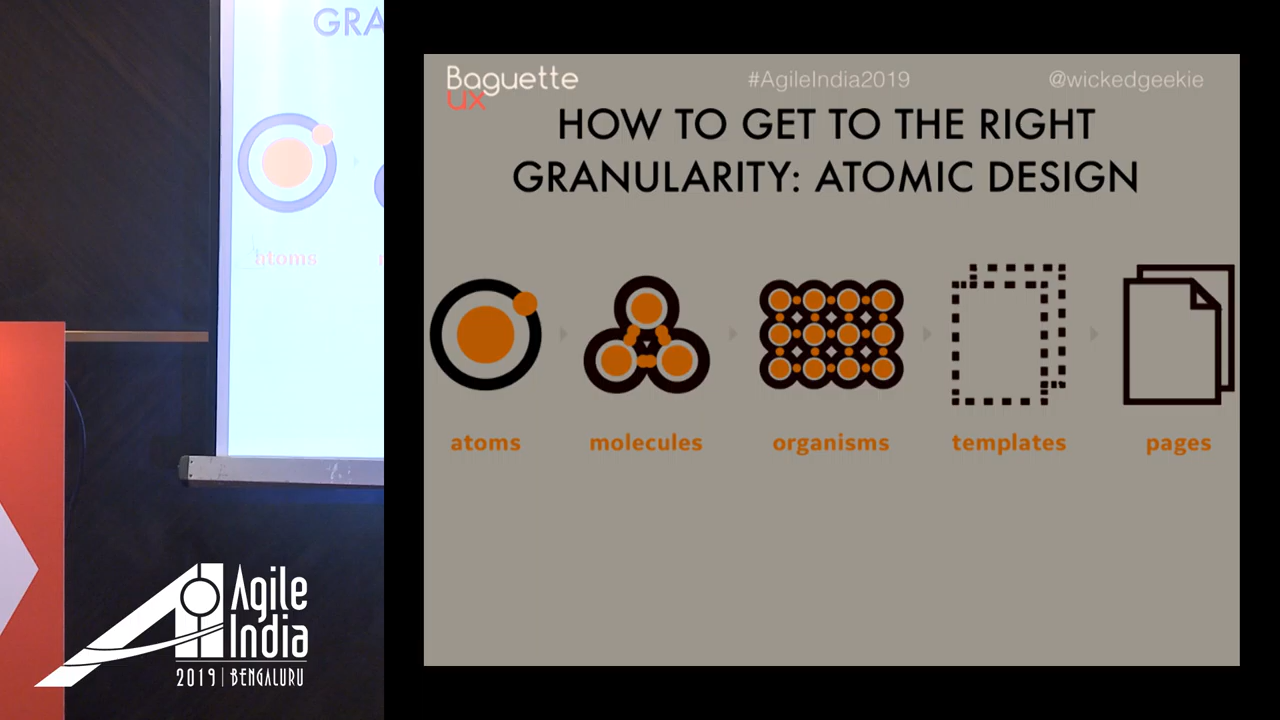 GRA
atoms
Agile
India
2019 | BENGALURU
Baguette
ux
#AgileIndia2019
@wickedgeekie
HOW TO GET TO THE RIGHT
GRANULARITY: ATOMIC DESIGN
atoms
molecules
organisms
templates
pages